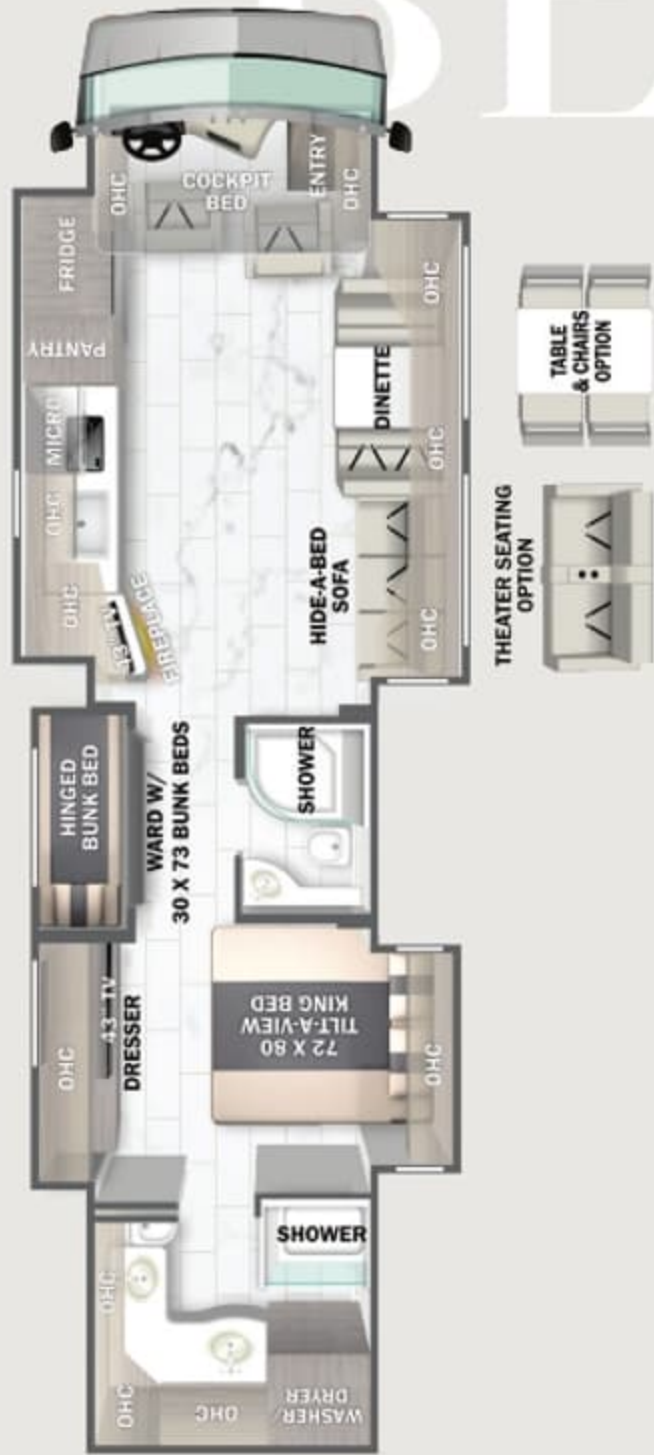 OHC
COCKPIT
BED
ENTRY
OHC
FRIDGE
PANTRY
MICRO
OHC
OHC
43" TV
FIREPLACE
OHC
DINETTE
OHC
HIDE-A-BED
SOFA
OHC
TABLE
& CHAIRS
OPTION
THEATER SEATING
OPTION
HINGED
BUNK BED
WARD W/
30 X 73 BUNK BEDS
SHOWER
OHC
43" TV
DRESSER
72 X 80
TILT-A-VIEW
KING BED
OHC
SHOWER
OHC
OHC
OHC
WASHER/
DRYER